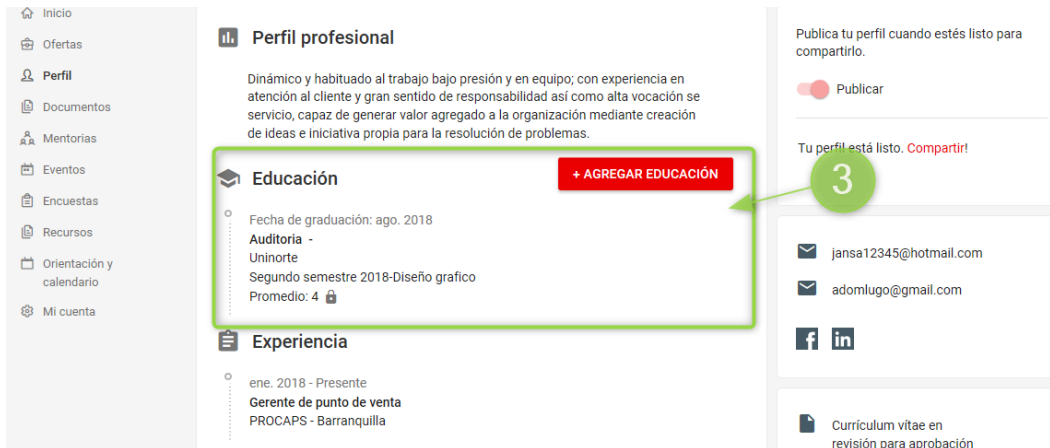 Inicio
Ofertas
Perfil
Documentos
Mentorias
Eventos
Encuestas
Recursos
Orientación y
calendario
Mi cuenta
Perfil profesional
Dinámico y habituado al trabajo bajo presión y en equipo; con experiencia en
atención al cliente y gran sentido de responsabilidad así como alta vocación se
servicio, capaz de generar valor agregado a la organización mediante creación
de ideas e iniciativa propia para la resolución de problemas.
Educación
+ AGREGAR EDUCACIÓN
Fecha de graduación: ago. 2018
Auditoria -
Uninorte
Segundo semestre 2018-Diseño grafico
Promedio: 4
Experiencia
ene. 2018 - Presente
Gerente de punto de venta
PROCAPS - Barranquilla
Publica tu perfil cuando estés listo para
compartirlo.
Publicar
Tu perfil está listo. Compartir!
3
jansa12345@hotmail.com
adomlugo@gmail.com
f in
Currículum vítae en
revisión para aprobación